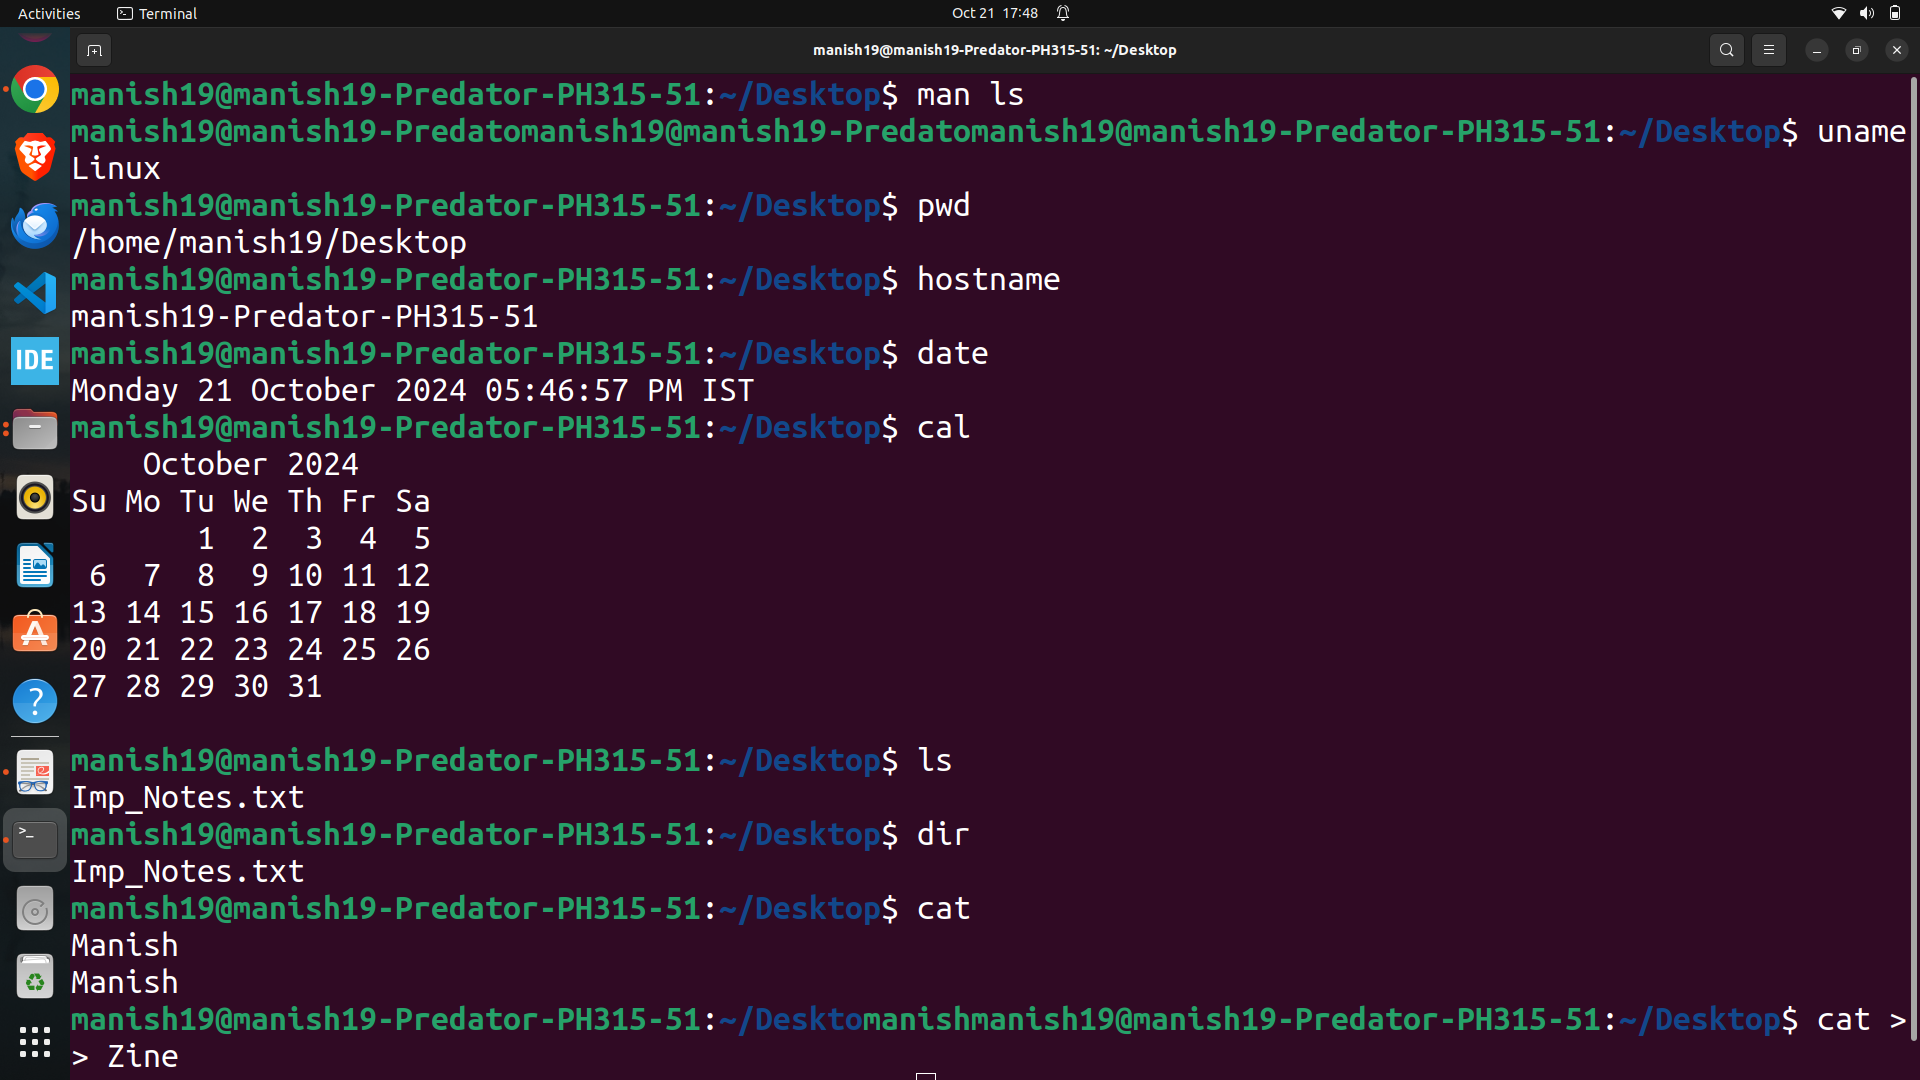 Activities Terminal Oct 21 17:48
manish19@manish19-Predator-PH315-51: ~/Desktop
manish19@manish19-Predator-PH315-51:~/Desktop$ man ls
manish19@manish19-Predatomanish19@manish19-Predatomanish19@manish19-Predator-PH315-51:~/Desktop$ uname
Linux
manish19@manish19-Predator-PH315-51:~/Desktop$ pwd
/home/manish19/Desktop
manish19@manish19-Predator-PH315-51:~/Desktop$ hostname
manish19-Predator-PH315-51
manish19@manish19-Predator-PH315-51:~/Desktop$ date
Monday 21 October 2024 05:46:57 PM IST
manish19@manish19-Predator-PH315-51:~/Desktop$ cal
October 2024
Su Mo Tu We Th Fr Sa
1 2 3 4 5
6 7 8 9 10 11 12
13 14 15 16 17 18 19
20 21 22 23 24 25 26
27 28 29 30 31
manish19@manish19-Predator-PH315-51:~/Desktop$ ls
Imp_Notes.txt
manish19@manish19-Predator-PH315-51:~/Desktop$ dir
Imp_Notes.txt
manish19@manish19-Predator-PH315-51:~/Desktop$ cat
Manish
Manish
manish19@manish19-Predator-PH315-51:~/Desktomanishmanish19@manish19-Predator-PH315-51:~/Desktop$ cat >
> Zine
IDE